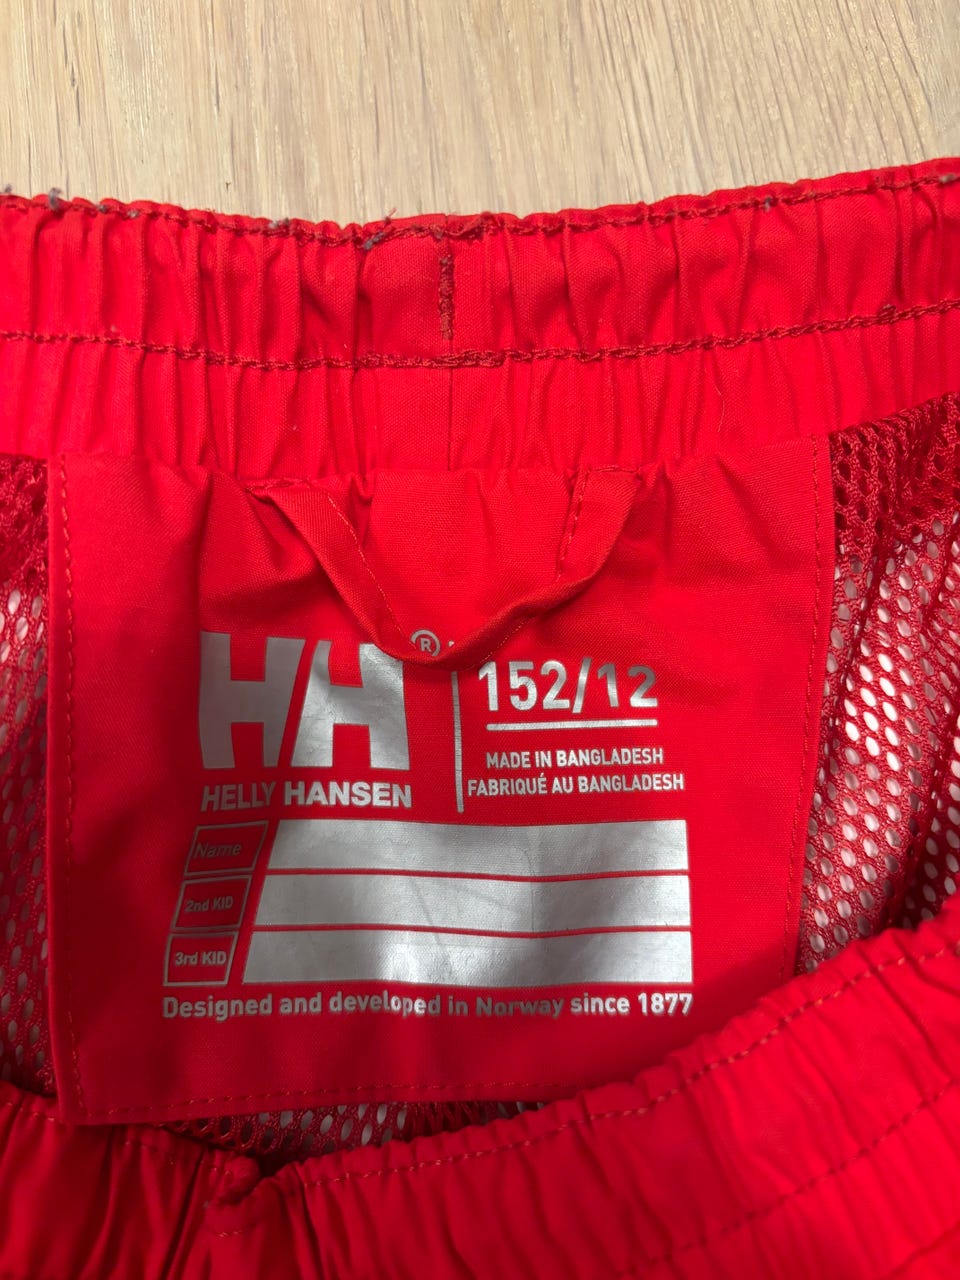 HH®
HELLY HANSEN
152/12
MADE IN BANGLADESH
FABRIQUÉ AU BANGLADESH
Name
2nd KID
3rd KID
Designed and developed in Norway since 1877